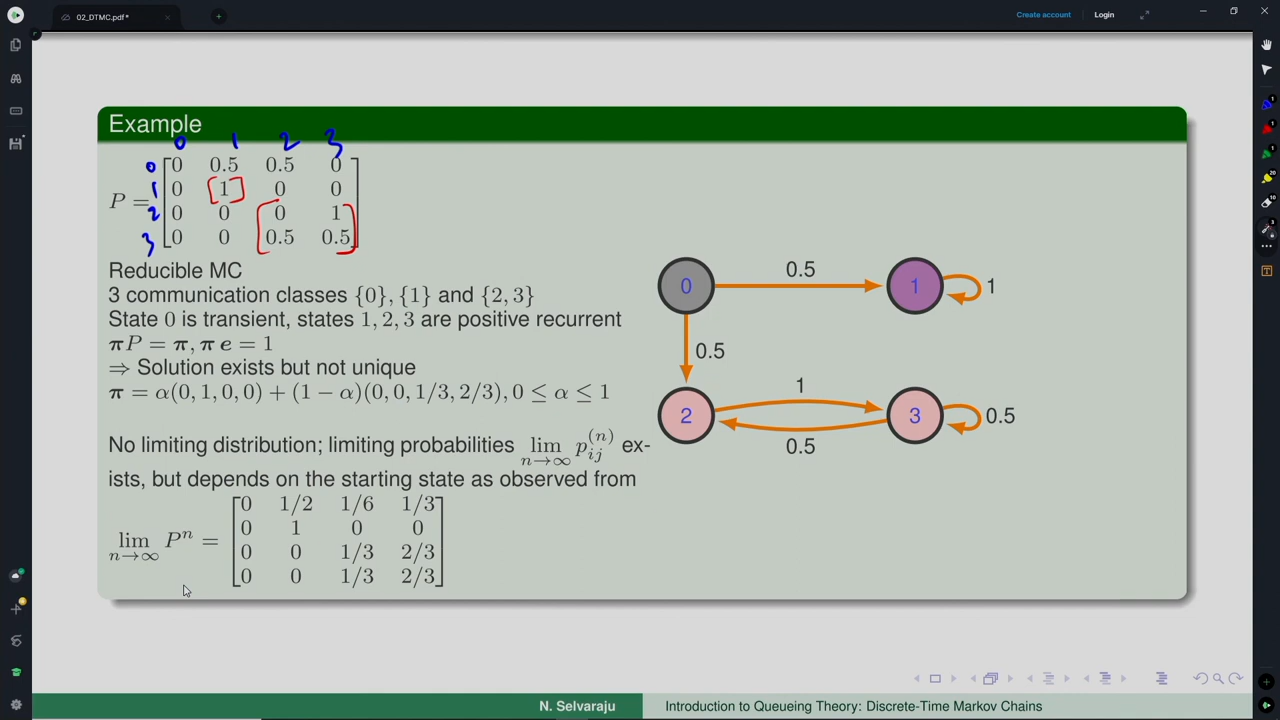 02_DTMC.pdf*
Create account
Login
Example
0 1 2 3
0 [0 0.5 0.5 0]
P = 1 [0 [1] 0 0]
2 [0 0 0 1]
3 [0 0 0.5 0.5]
Reducible MC
3 communication classes {0}, {1} and {2, 3}
State 0 is transient, states 1, 2, 3 are positive recurrent
πP = π, π e = 1
⇒ Solution exists but not unique
π = α(0, 1, 0, 0) + (1 − α)(0, 0, 1/3, 2/3), 0 ≤ α ≤ 1
No limiting distribution; limiting probabilities lim n→∞ p_ij^(n) ex-
ists, but depends on the starting state as observed from
[0 1/2 1/6 1/3]
lim n→∞ P^n = [0 1 0 0]
[0 0 1/3 2/3]
[0 0 1/3 2/3]
0 0.5 1 1
0.5
2 1 3 0.5
0.5
N. Selvaraju
Introduction to Queueing Theory: Discrete-Time Markov Chains